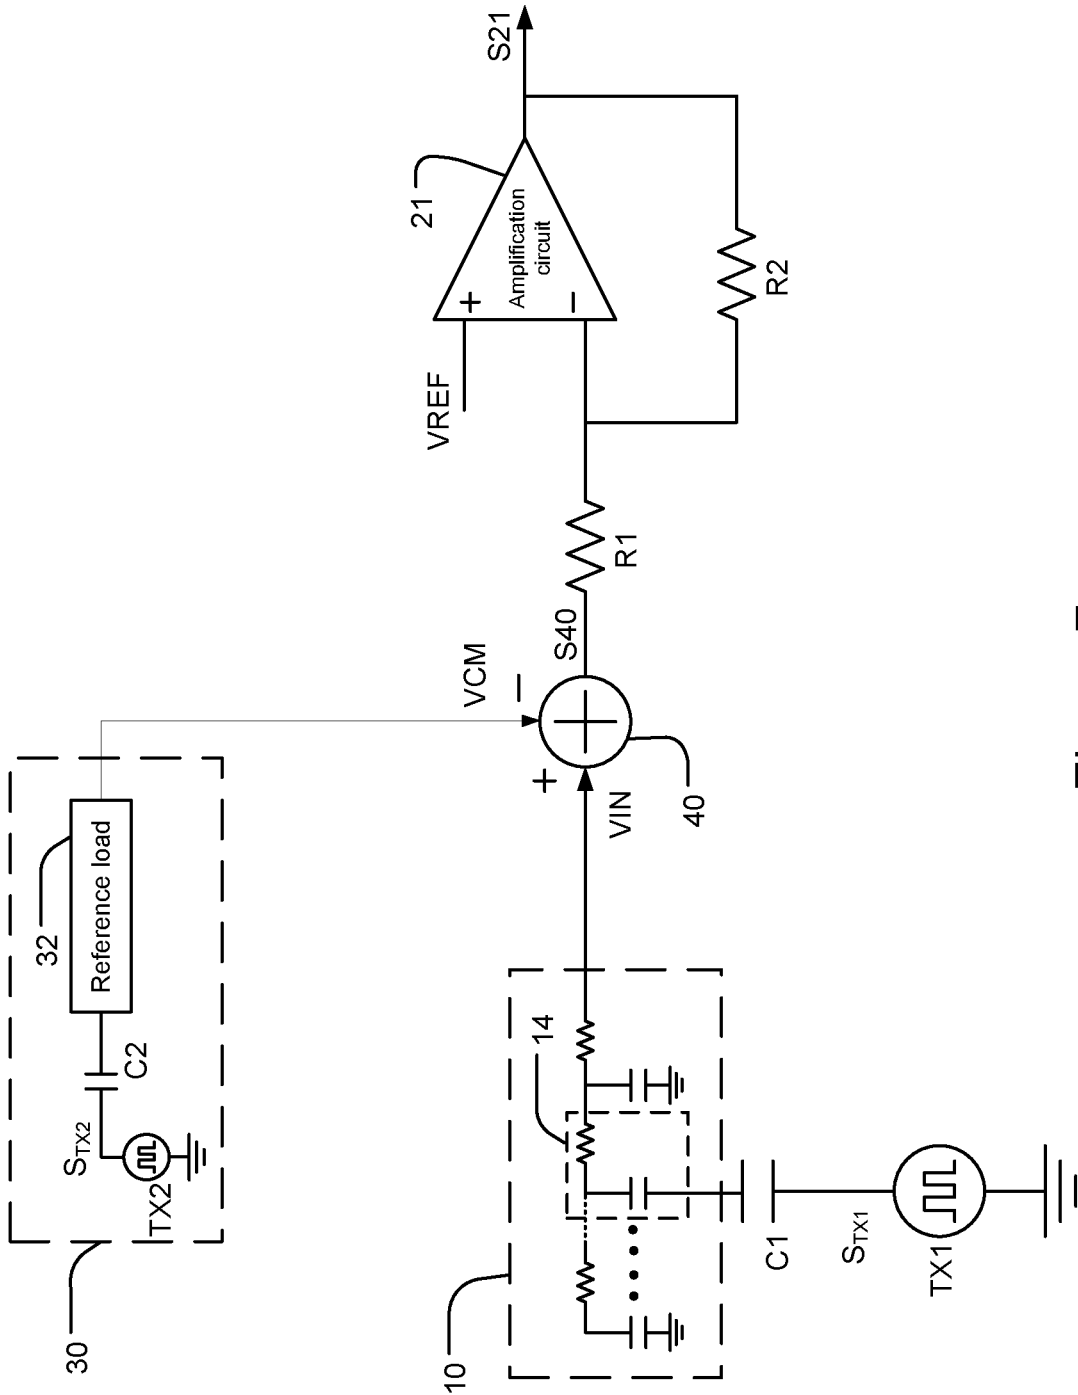 30
32
Reference load
C2
STX2
TX2
VCM
−
+
VIN
40
S40
R1
VREF
+
−
Amplification
circuit
21
S21
R2
10
14
C1
STX1
TX1